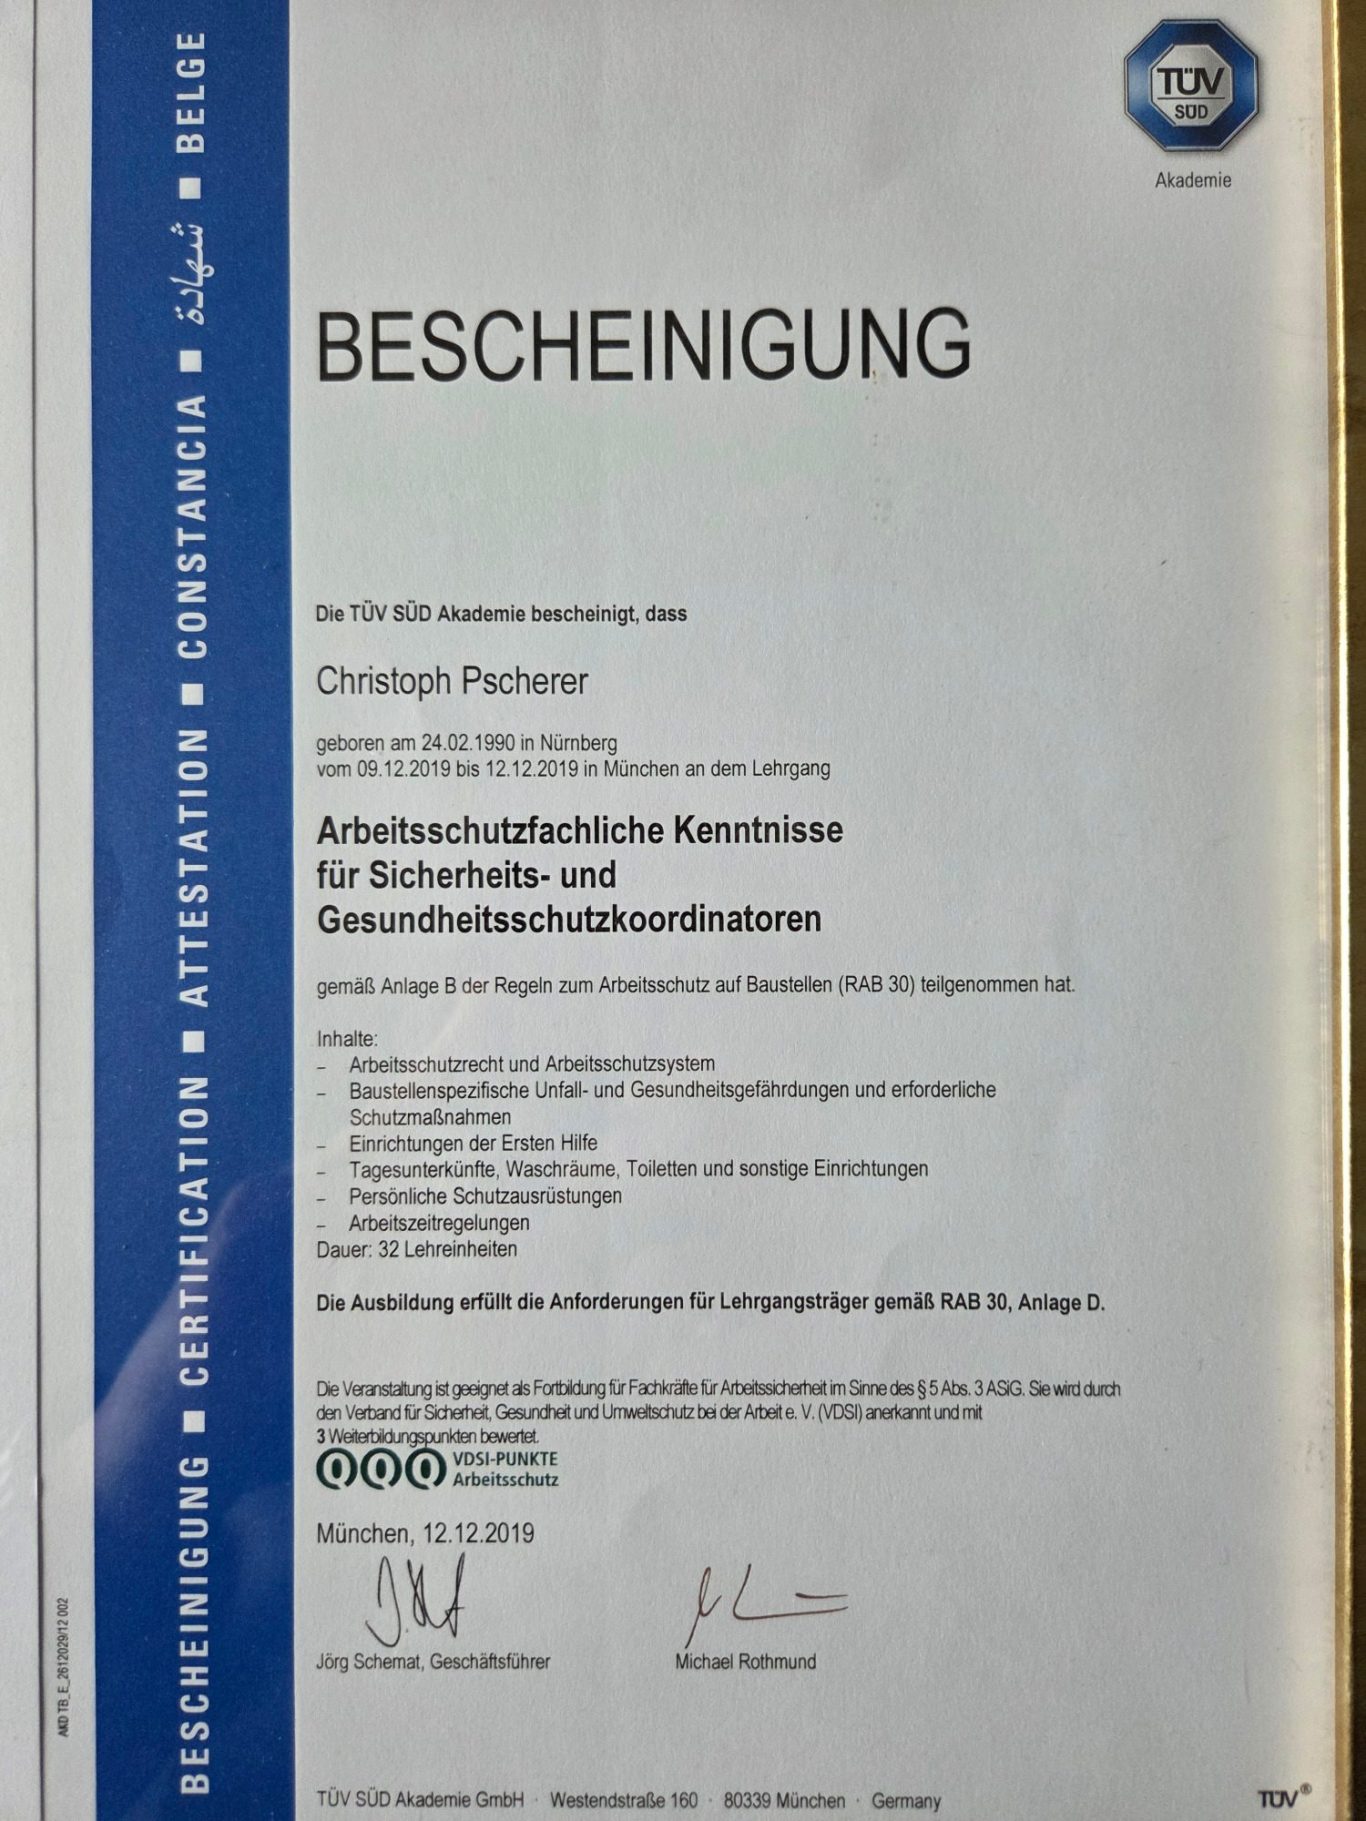 TÜV
SÜD
Akademie
BESCHEINIGUNG ■ CERTIFICATION ■ ATTESTATION ■ CONSTANCIA ■ شهادة ■ BELGE
BESCHEINIGUNG
Die TÜV SÜD Akademie bescheinigt, dass
Christoph Pscherer
geboren am 24.02.1990 in Nürnberg
vom 09.12.2019 bis 12.12.2019 in München an dem Lehrgang
Arbeitsschutzfachliche Kenntnisse
für Sicherheits- und
Gesundheitsschutzkoordinatoren
gemäß Anlage B der Regeln zum Arbeitsschutz auf Baustellen (RAB 30) teilgenommen hat.
Inhalte:
– Arbeitsschutzrecht und Arbeitsschutzsystem
– Baustellenspezifische Unfall- und Gesundheitsgefährdungen und erforderliche
Schutzmaßnahmen
– Einrichtungen der Ersten Hilfe
– Tagesunterkünfte, Waschräume, Toiletten und sonstige Einrichtungen
– Persönliche Schutzausrüstungen
– Arbeitszeitregelungen
Dauer: 32 Lehreinheiten
Die Ausbildung erfüllt die Anforderungen für Lehrgangsträger gemäß RAB 30, Anlage D.
Die Veranstaltung ist geeignet als Fortbildung für Fachkräfte für Arbeitssicherheit im Sinne des § 5 Abs. 3 ASiG. Sie wird durch
den Verband für Sicherheit, Gesundheit und Umweltschutz bei der Arbeit e. V. (VDSI) anerkannt und mit
3 Weiterbildungspunkten bewertet.
VDSI-PUNKTE
Arbeitsschutz
München, 12.12.2019
Jörg Schemat, Geschäftsführer
Michael Rothmund
AKD TB_E_2612029/12 002
TÜV SÜD Akademie GmbH · Westendstraße 160 · 80339 München · Germany
TÜV®